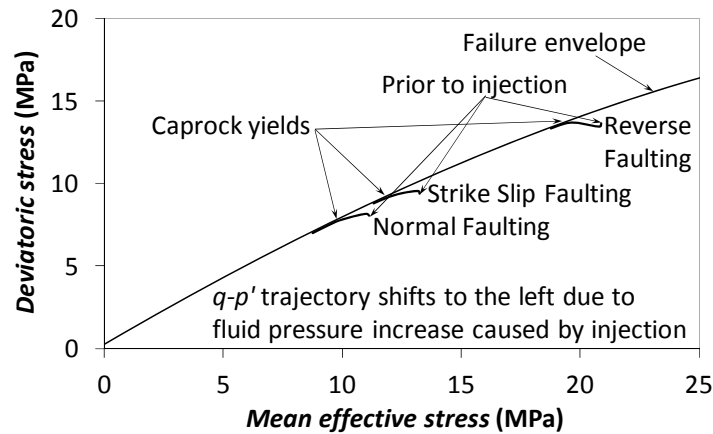 20
15
10
5
0
Deviatoric stress (MPa)
Failure envelope
Prior to injection
Caprock yields
Reverse
Faulting
Strike Slip Faulting
Normal Faulting
q-p' trajectory shifts to the left due to
fluid pressure increase caused by injection
0 5 10 15 20 25
Mean effective stress (MPa)